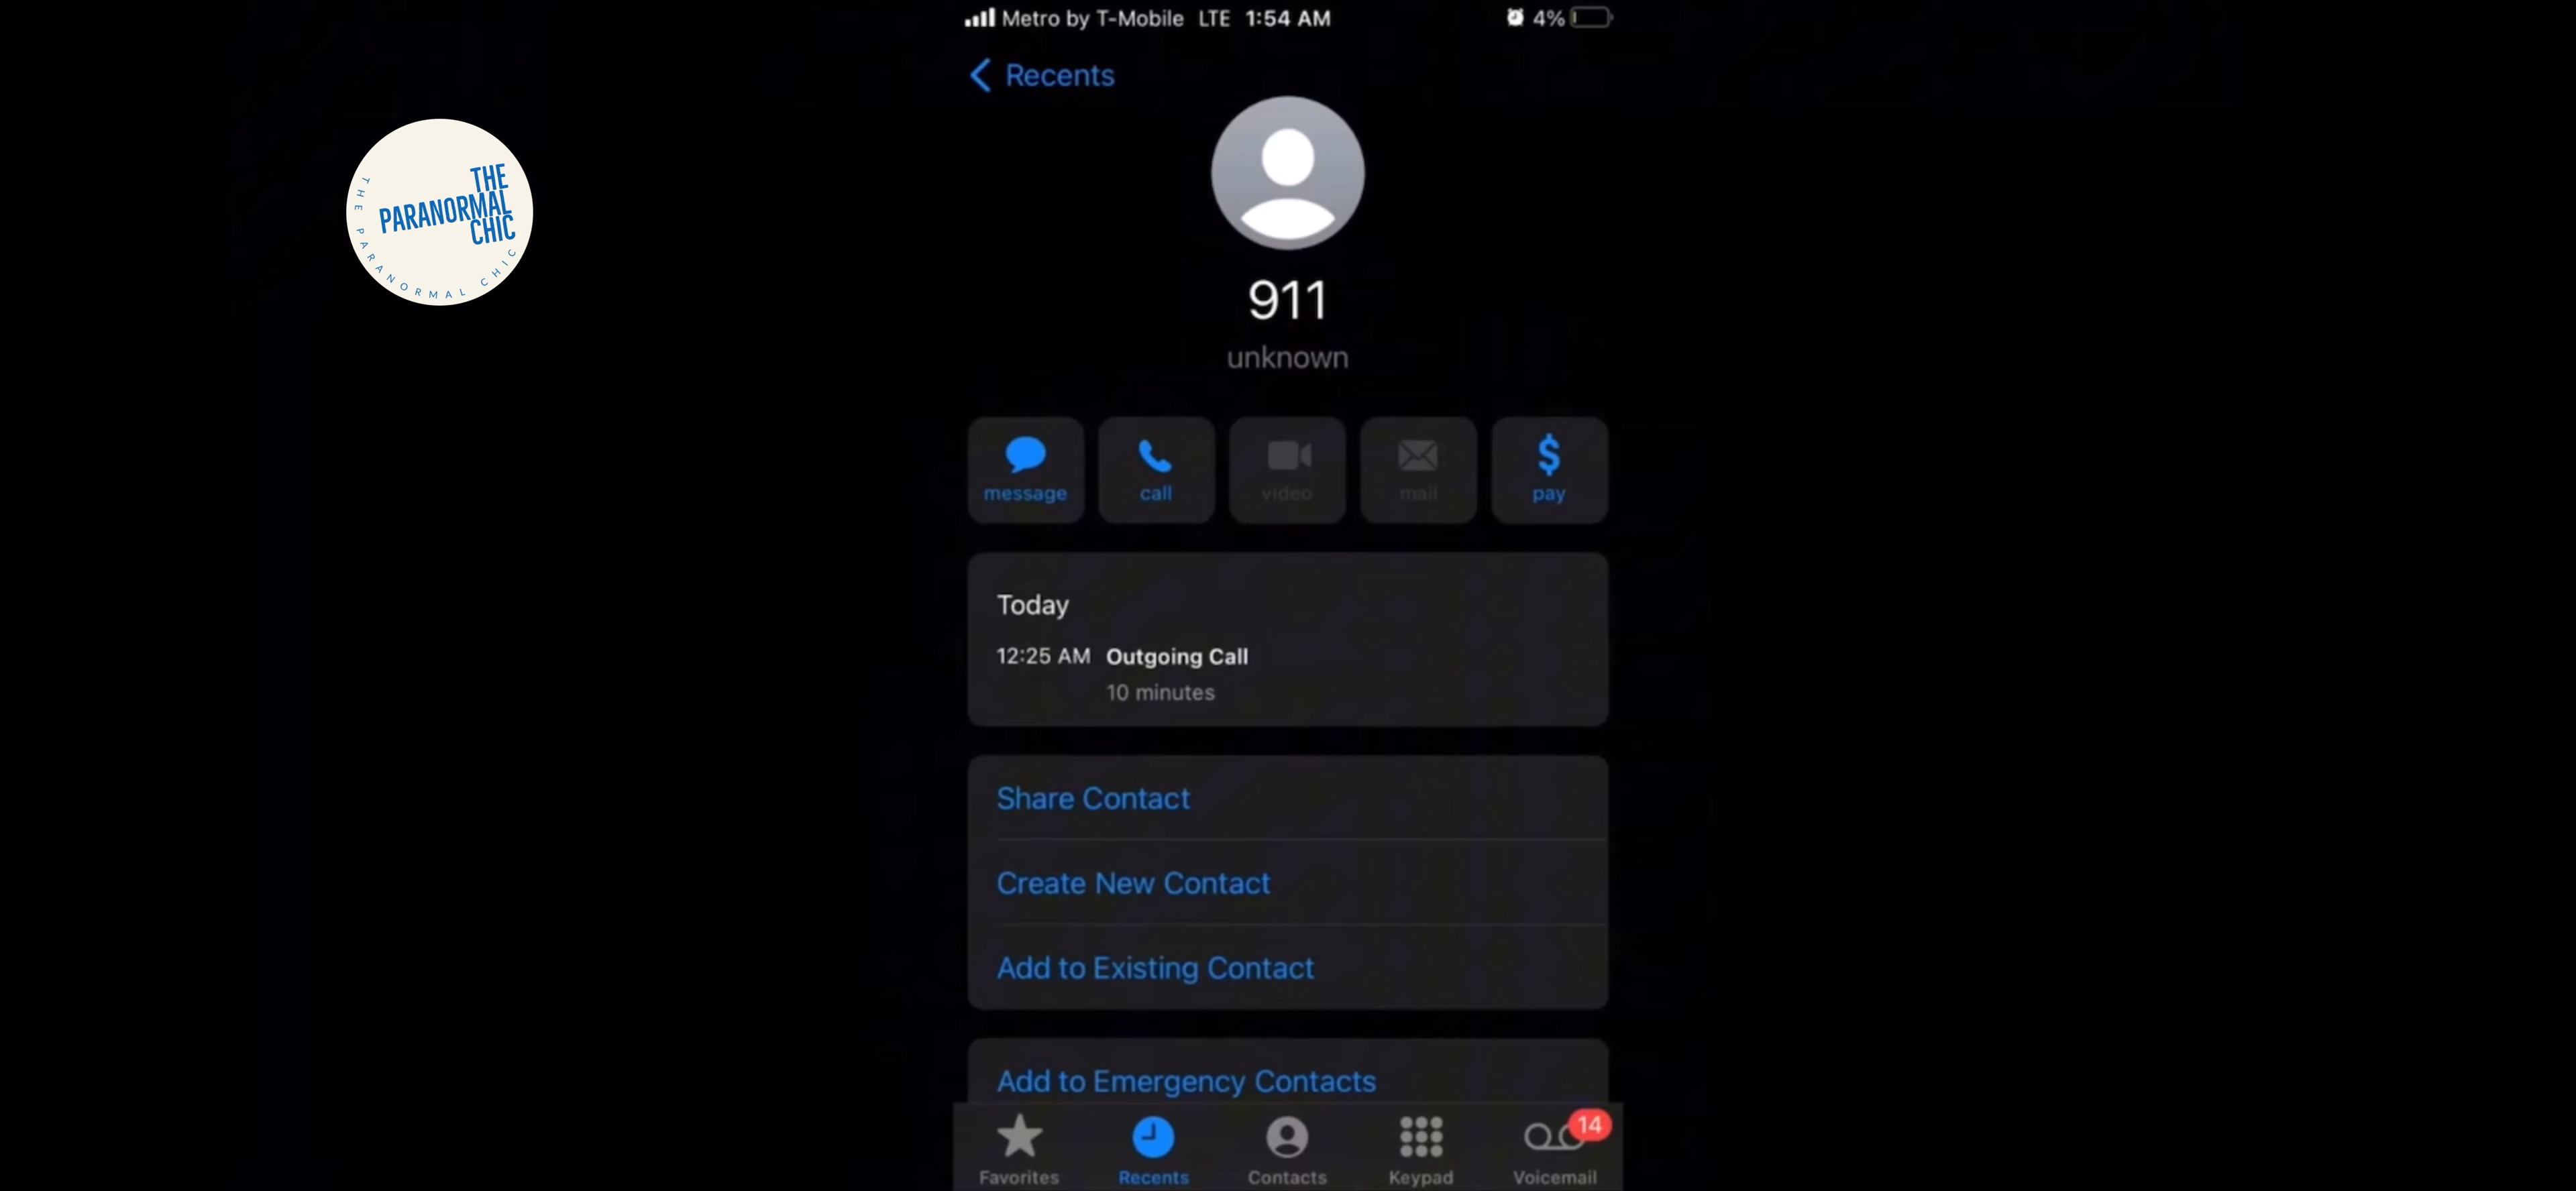 Metro by T-Mobile LTE 1:54 AM 4%
Recents
THE
PARANORMAL
CHIC
THE PARANORMAL CHIC
911
unknown
message call video mail pay
Today
12:25 AM Outgoing Call
10 minutes
Share Contact
Create New Contact
Add to Existing Contact
Add to Emergency Contacts
14
Favorites Recents Contacts Keypad Voicemail